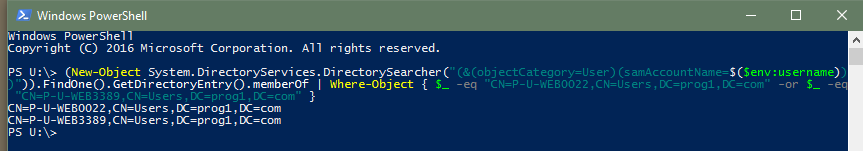 Windows PowerShell
Windows PowerShell
Copyright (C) 2016 Microsoft Corporation. All rights reserved.
PS U:\> (New-Object System.DirectoryServices.DirectorySearcher("(&(objectCategory=User)(samAccountName=$($env:username))
)")).FindOne().GetDirectoryEntry().memberOf | Where-Object { $_ -eq "CN=P-U-WEB0022,CN=Users,DC=prog1,DC=com" -or $_ -eq
"CN=P-U-WEB3389,CN=Users,DC=prog1,DC=com" }
CN=P-U-WEB0022,CN=Users,DC=prog1,DC=com
CN=P-U-WEB3389,CN=Users,DC=prog1,DC=com
PS U:\>